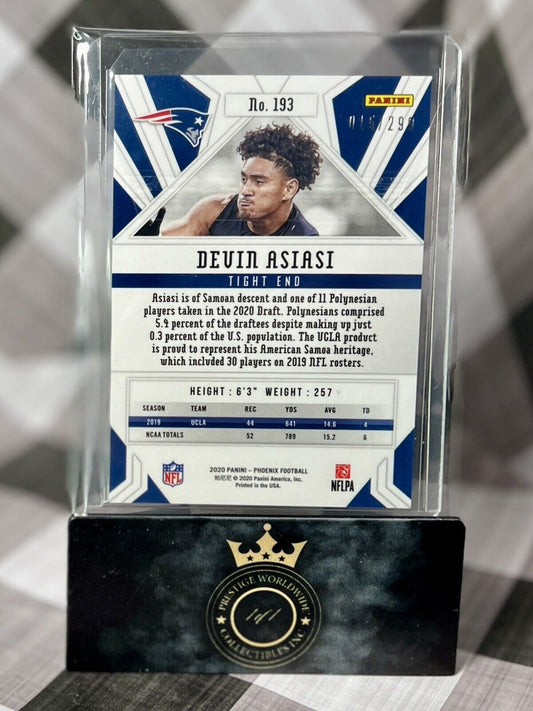 No. 193
PANINI
DEVIN ASIASI
TIGHT END
Asiasi is of Samoan descent and one of 11 Polynesian
players taken in the 2020 Draft. Polynesians comprised
5.4 percent of the draftees despite making up just
0.3 percent of the U.S. population. The UCLA product
is proud to represent his American Samoa heritage,
which included 30 players on 2019 NFL rosters.
HEIGHT : 6'3" WEIGHT : 257
SEASON TEAM REC YDS AVG TD
2019 UCLA 44 641 14.6 4
NCAA TOTALS 52 789 15.2 6
2020 PANINI – PHOENIX FOOTBALL
帕尼尼 © 2020 Panini America, Inc.
Printed in the USA.
NFL
NFLPA
PRESTIGE WORLDWIDE
1of1
COLLECTIBLES INC